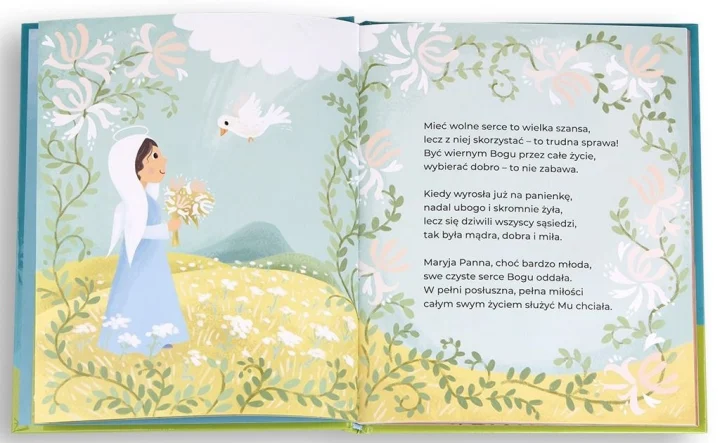 Mieć wolne serce to wielka szansa,
lecz z niej skorzystać – to trudna sprawa!
Być wiernym Bogu przez całe życie,
wybierać dobro – to nie zabawa.
Kiedy wyrosła już na panienkę,
nadal ubogo i skromnie żyła,
lecz się dziwili wszyscy sąsiedzi,
tak była mądra, dobra i miła.
Maryja Panna, choć bardzo młoda,
swe czyste serce Bogu oddała.
W pełni posłuszna, pełna miłości
całym swym życiem służyć Mu chciała.